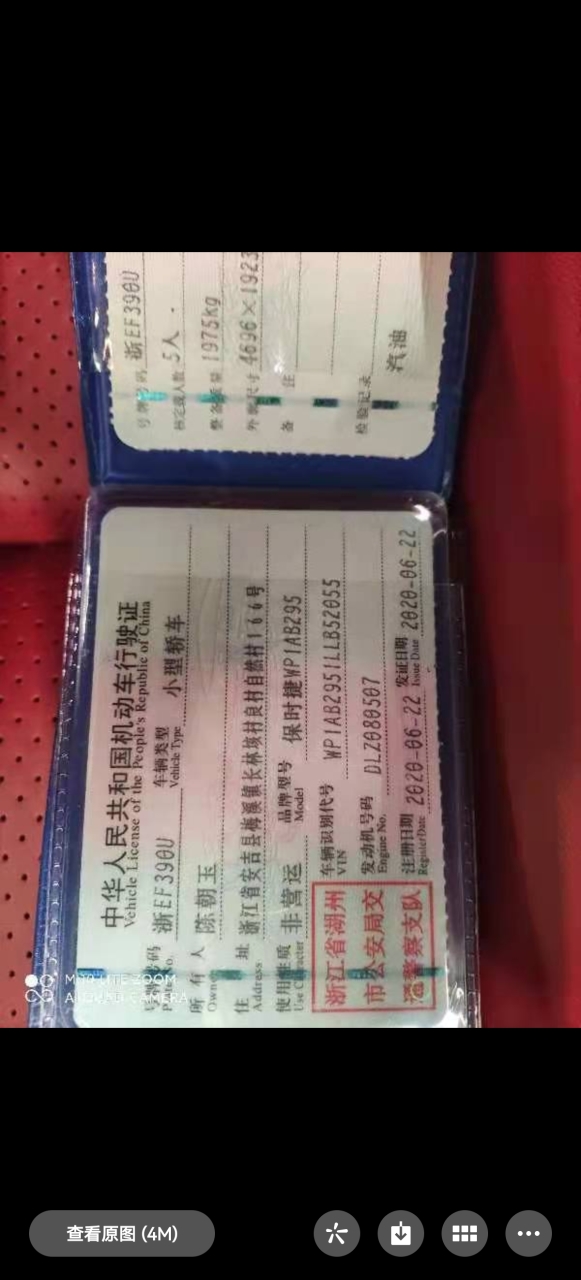 号牌号码 浙EF390U
核定载人数 5人
整备质量 1975kg
外廓尺寸 4696×1923
备 注
检验记录 汽油
中华人民共和国机动车行驶证
Vehicle License of the People's Republic of China
号牌号码 浙EF390U 车辆类型 小型轿车
Plate No. Vehicle Type
所有人 陈朝玉
Owner
住 址 浙江省安吉县梅溪镇长林垓村良村自然村166号
Address
使用性质 非营运 品牌型号 保时捷WP1AB295
Use Character Model
浙江省湖州
市公安局交
通警察支队
车辆识别代号 WP1AB2951LLB52055
VIN
发动机号码 DLZ080507
Engine No.
注册日期 2020-06-22 发证日期 2020-06-22
Register Date Issue Date
AI QUAD CAMERA
查看原图 (4M)